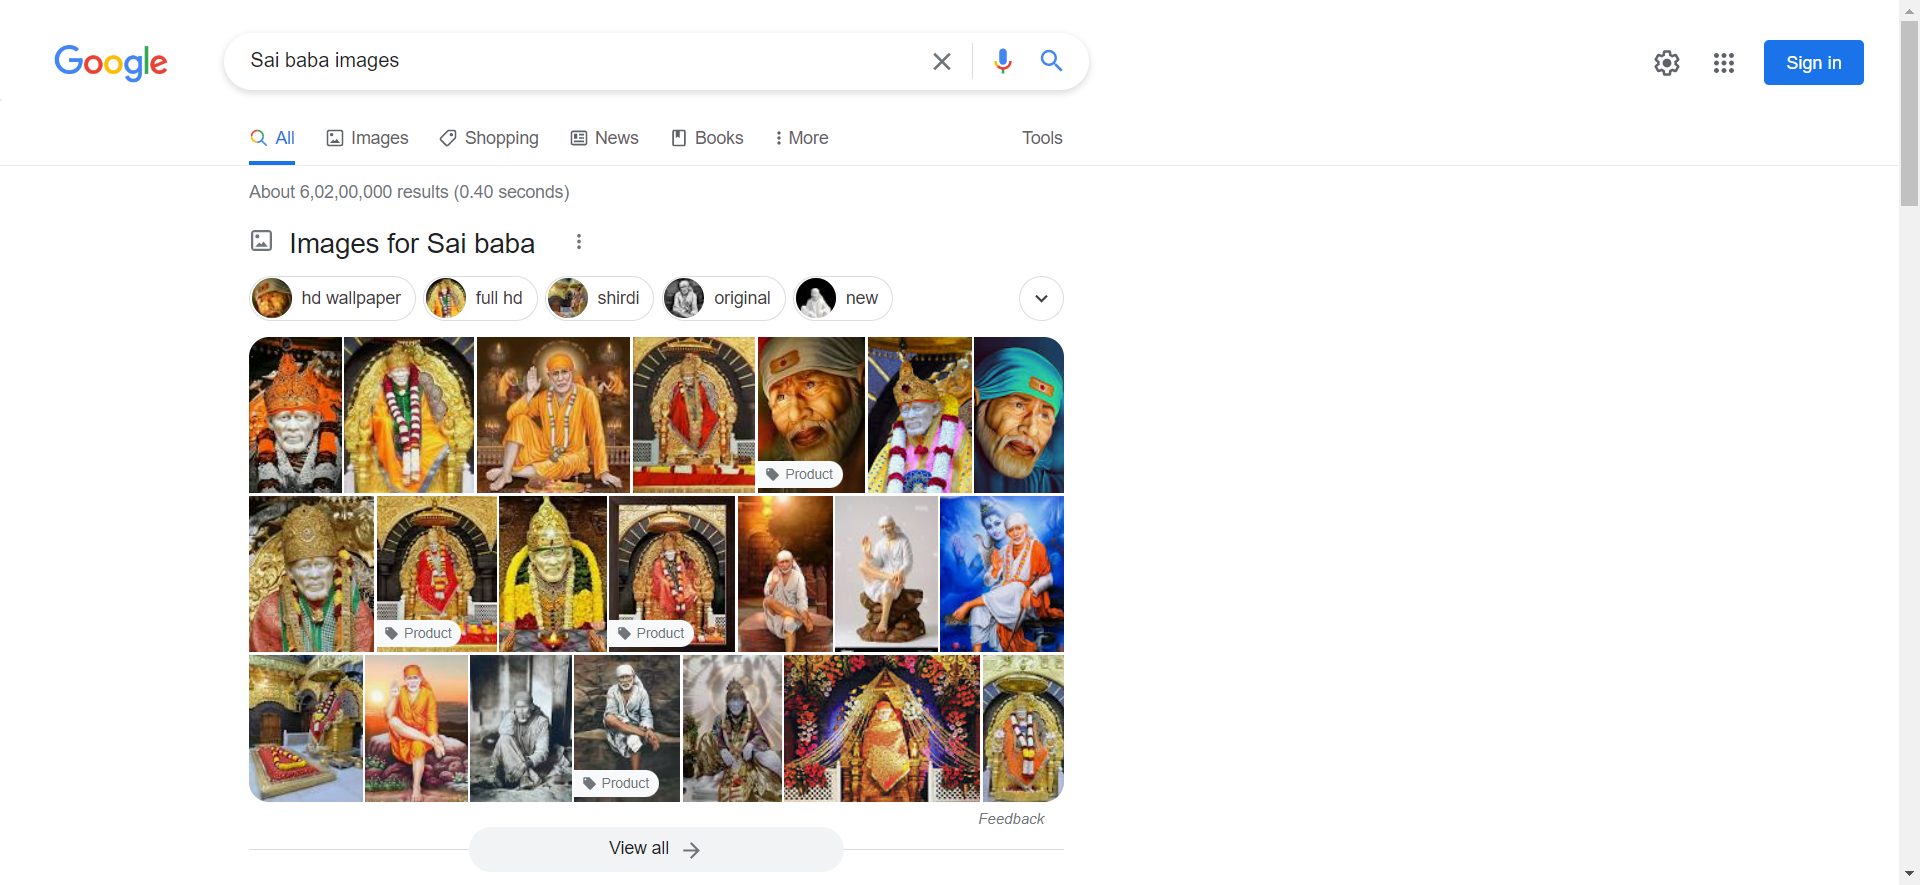 Google
Sai baba images
Sign in
All Images Shopping News Books More Tools
About 6,02,00,000 results (0.40 seconds)
Images for Sai baba
hd wallpaper full hd shirdi original new
Product
Product Product
Product
Feedback
View all